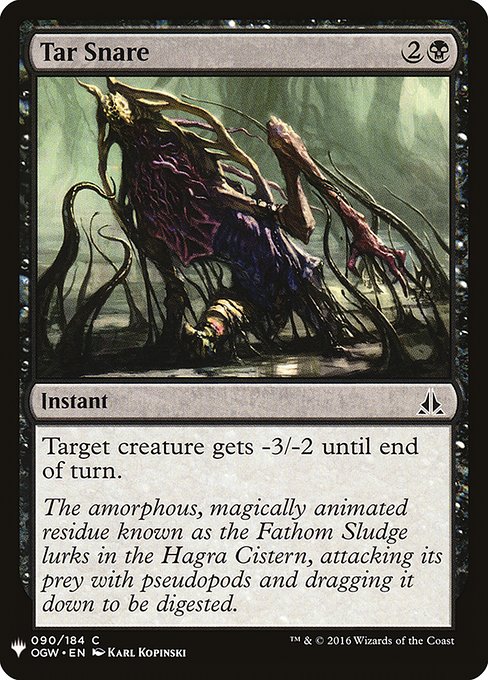 Tar Snare 2
Instant
Target creature gets -3/-2 until end
of turn.
The amorphous, magically animated
residue known as the Fathom Sludge
lurks in the Hagra Cistern, attacking its
prey with pseudopods and dragging it
down to be digested.
090/184 C
OGW • EN Karl Kopinski
™ & © 2016 Wizards of the Coast